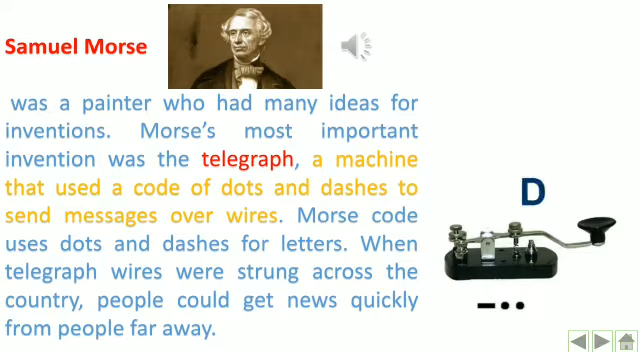 Samuel Morse
was a painter who had many ideas for
inventions. Morse's most important
invention was the telegraph, a machine
that used a code of dots and dashes to
send messages over wires. Morse code
uses dots and dashes for letters. When
telegraph wires were strung across the
country, people could get news quickly
from people far away.
D